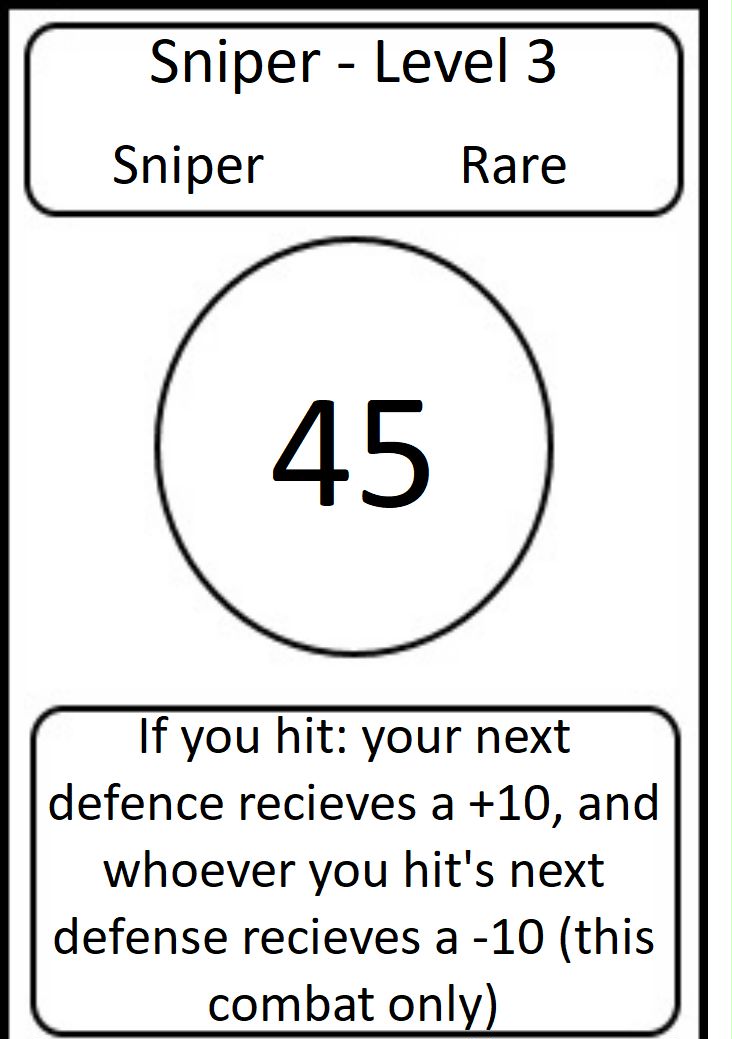 Sniper - Level 3
Sniper Rare
45
If you hit: your next
defence recieves a +10, and
whoever you hit's next
defense recieves a -10 (this
combat only)